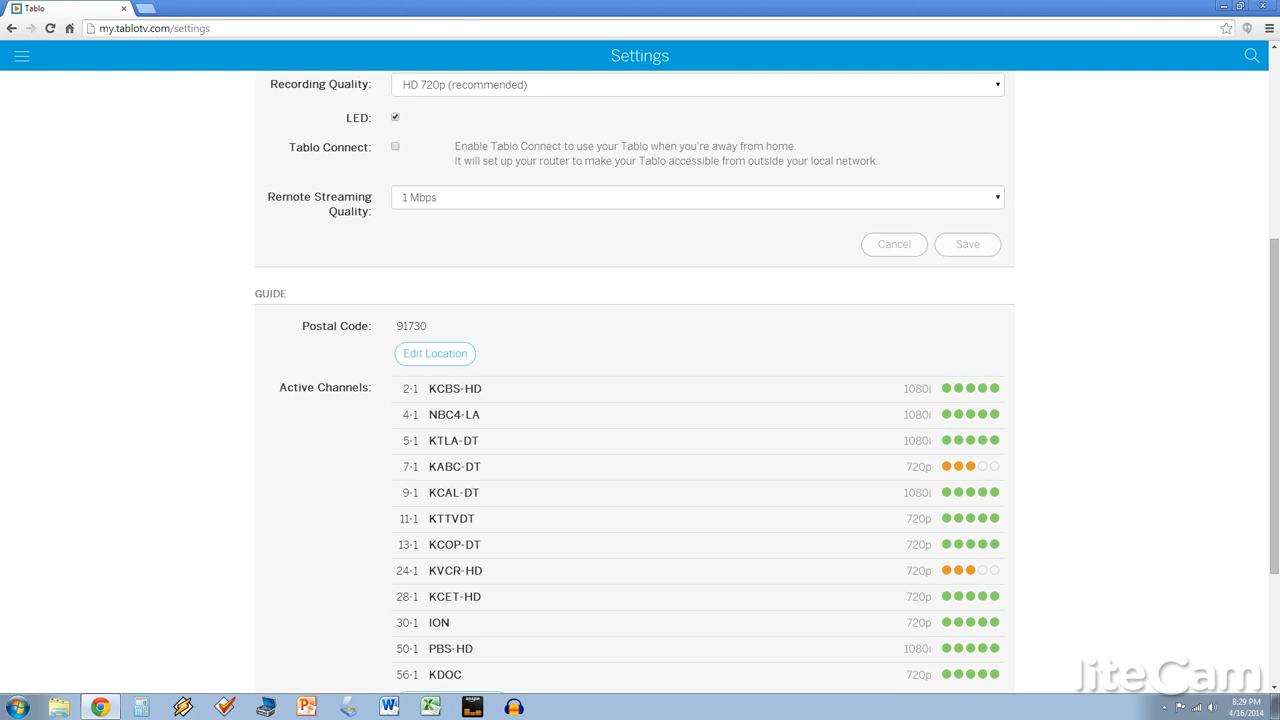 Tablo
my.tablotv.com/settings
Settings
Recording Quality: HD 720p (recommended)
LED:
Tablo Connect: Enable Tablo Connect to use your Tablo when you're away from home.
It will set up your router to make your Tablo accessible from outside your local network.
Remote Streaming Quality: 1 Mbps
Cancel Save
GUIDE
Postal Code: 91730
Edit Location
Active Channels: 2-1 KCBS-HD 1080i
4-1 NBC4-LA 1080i
5-1 KTLA-DT 1080i
7-1 KABC-DT 720p
9-1 KCAL-DT 1080i
11-1 KTTVDT 720p
13-1 KCOP-DT 720p
24-1 KVCR-HD 720p
28-1 KCET-HD 720p
30-1 ION 720p
50-1 PBS-HD 1080i
56-1 KDOC 720p
liteCam
8:29 PM
4/16/2014